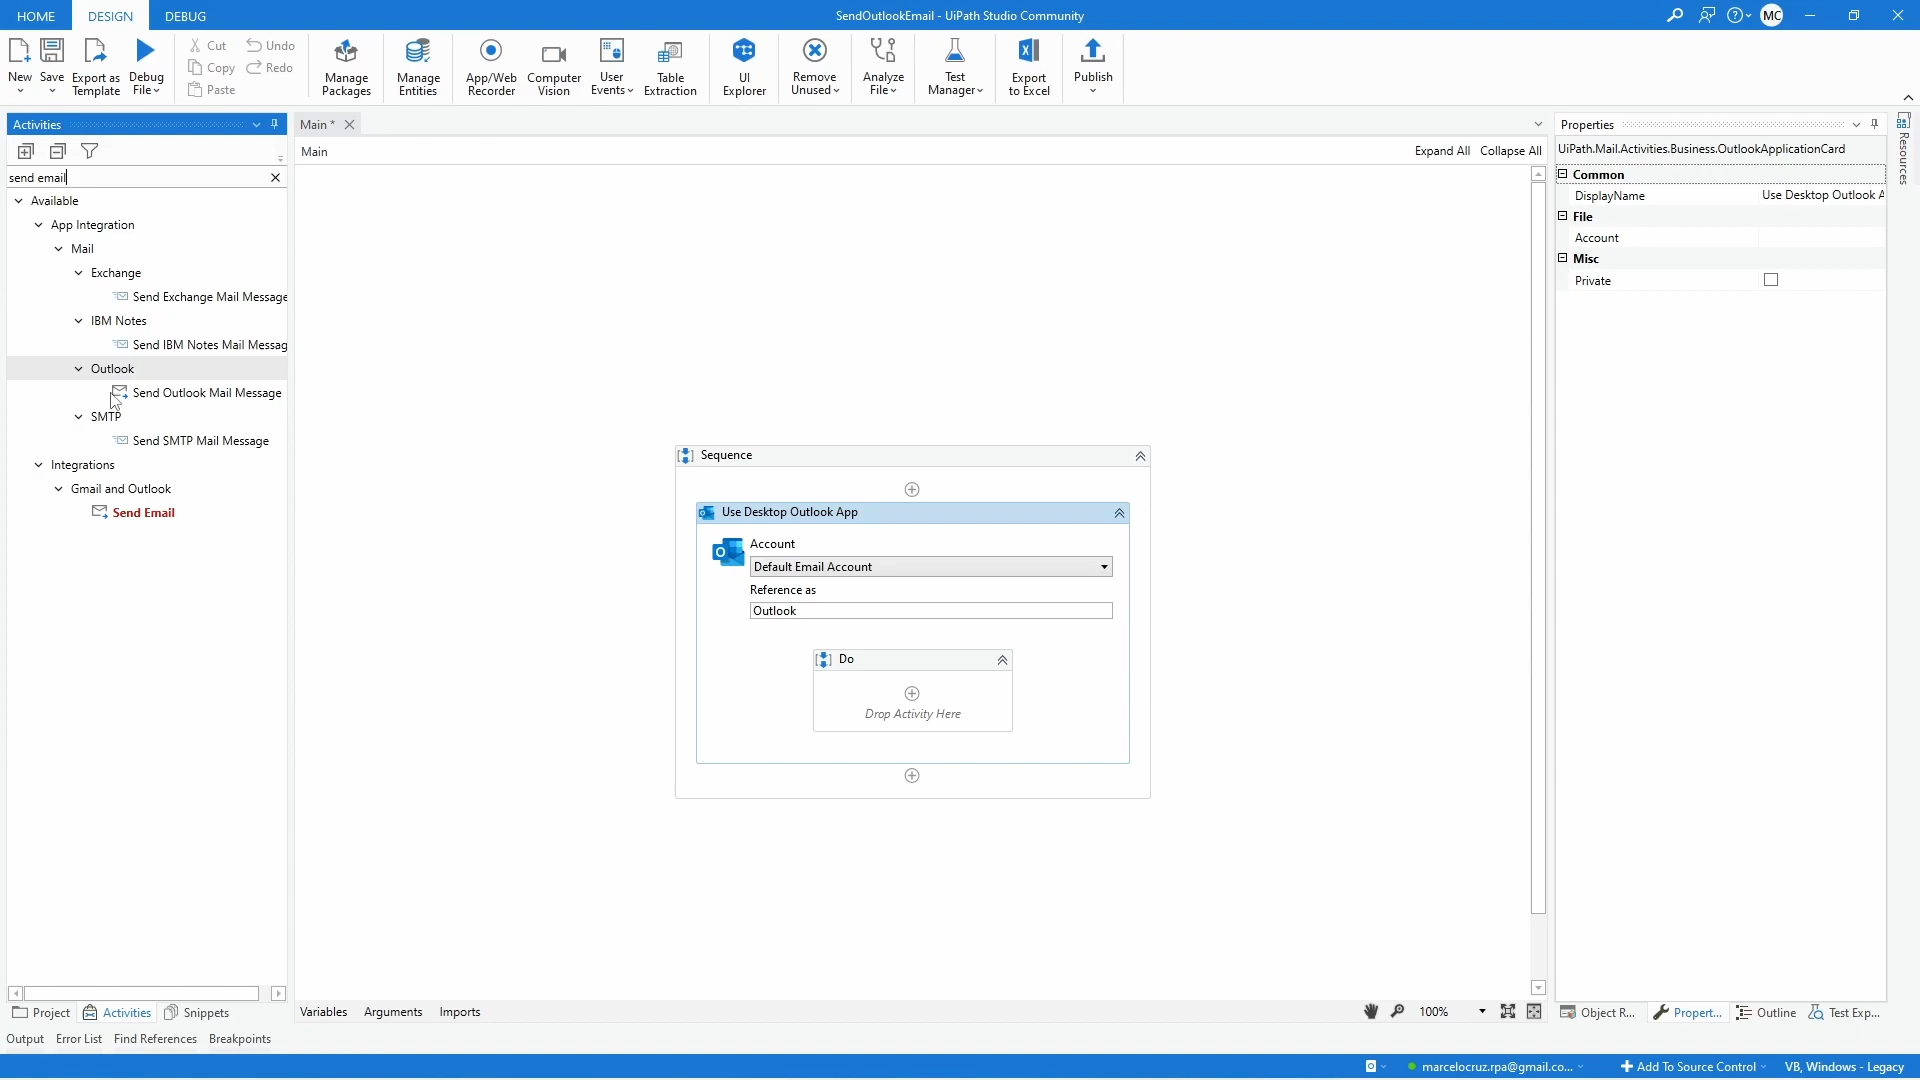 HOME DESIGN DEBUG SendOutlookEmail - UiPath Studio Community MC
New Save Export as Template Debug File Cut Copy Paste Undo Redo Manage Packages Manage Entities App/Web Recorder Computer Vision User Events Table Extraction UI Explorer Remove Unused Analyze File Test Manager Export to Excel Publish
Activities
send email
Available
App Integration
Mail
Exchange
Send Exchange Mail Message
IBM Notes
Send IBM Notes Mail Messag
Outlook
Send Outlook Mail Message
SMTP
Send SMTP Mail Message
Integrations
Gmail and Outlook
Send Email
Main *
Main Expand All Collapse All
Sequence
Use Desktop Outlook App
Account
Default Email Account
Reference as
Outlook
Do
Drop Activity Here
Properties
UiPath.Mail.Activities.Business.OutlookApplicationCard
Common
DisplayName Use Desktop Outlook A
File
Account
Misc
Private
Resources
Project Activities Snippets
Variables Arguments Imports 100%
Object R... Propert... Outline Test Exp...
Output Error List Find References Breakpoints
marcelocruz.rpa@gmail.co... Add To Source Control VB, Windows - Legacy